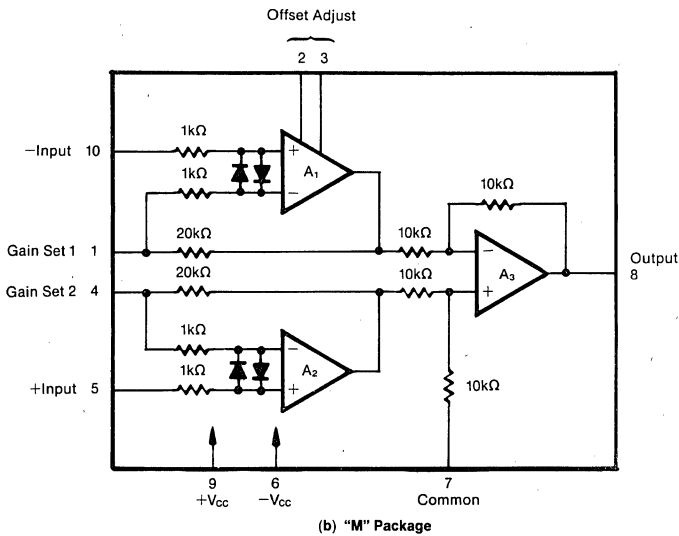 Offset Adjust
2 3
1kΩ
−Input 10
+
A₁
1kΩ
−
10kΩ
20kΩ
10kΩ
Gain Set 1 1
−
Output
8
A₃
20kΩ
10kΩ
Gain Set 2 4
+
1kΩ
−
A₂
1kΩ
+Input 5
+
10kΩ
9 6 7
+Vcc −Vcc Common
(b) "M" Package